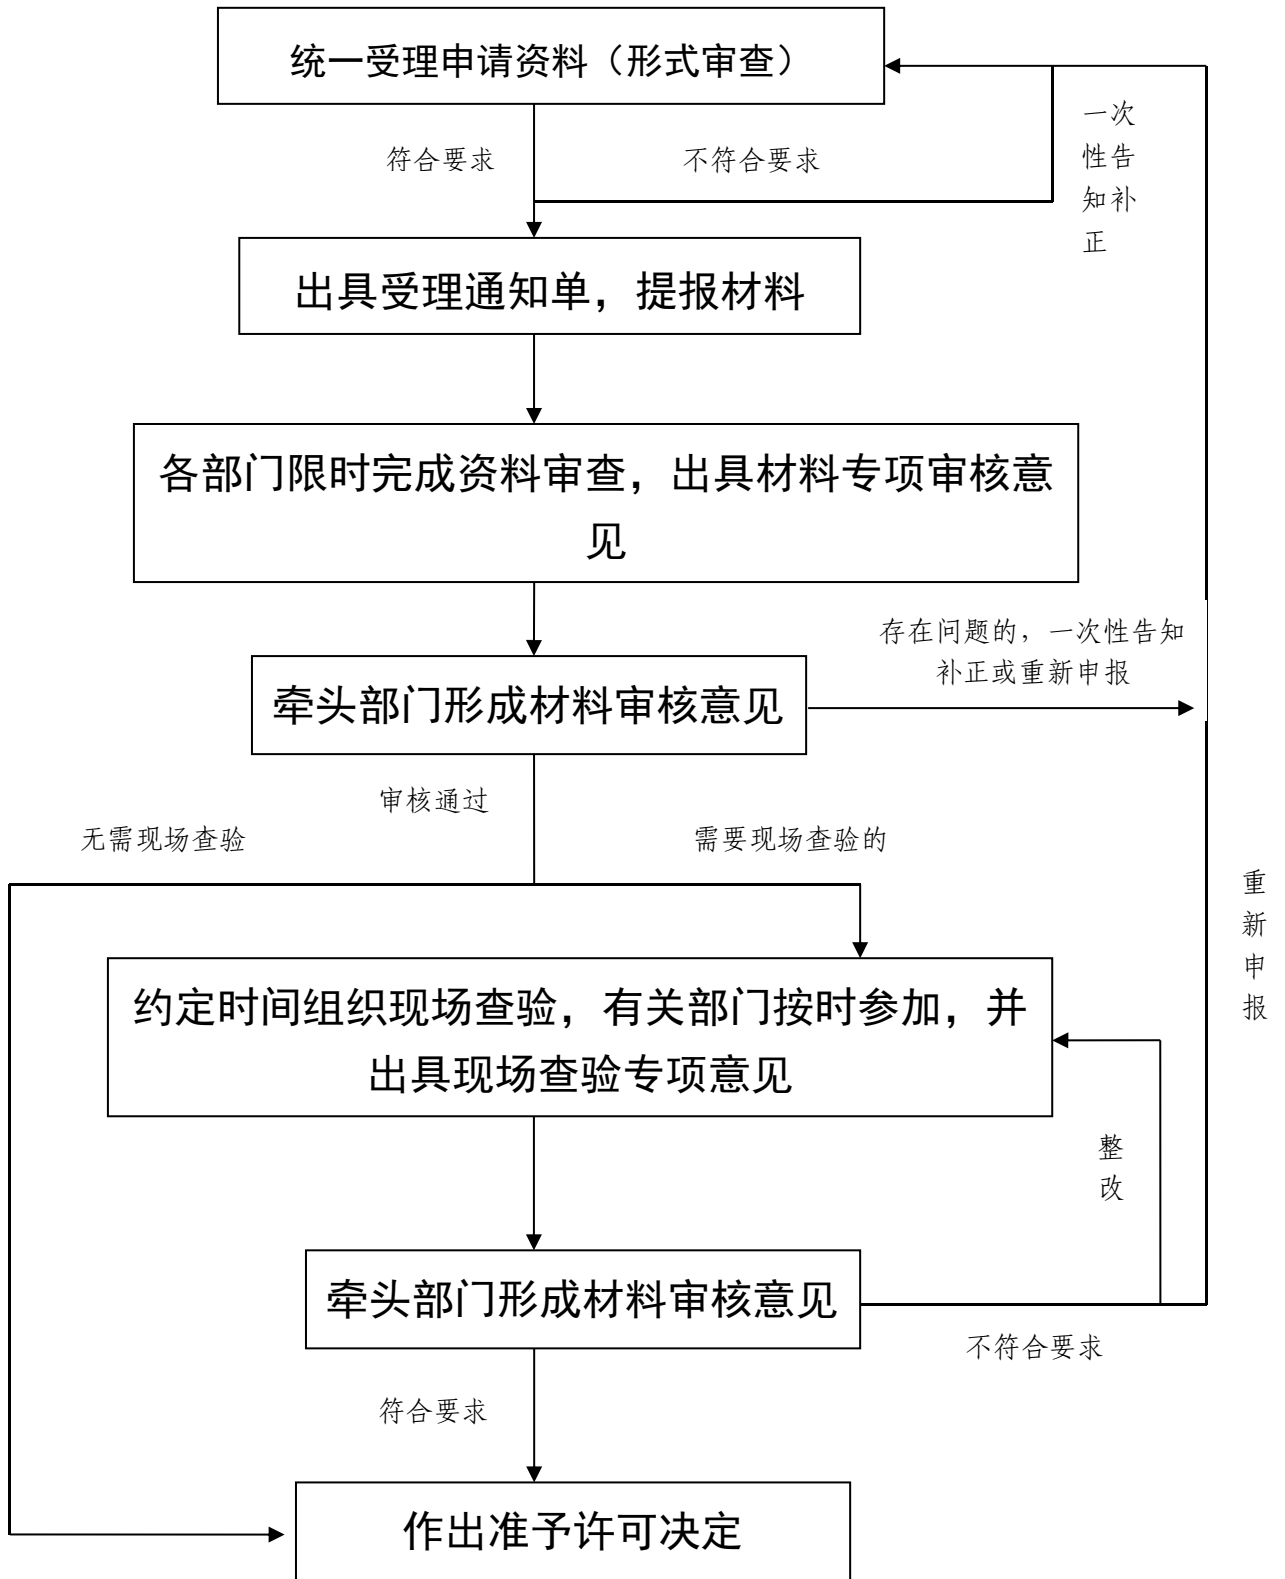 统一受理申请资料（形式审查）
一次
性告
知补
正
符合要求
不符合要求
出具受理通知单，提报材料
各部门限时完成资料审查，出具材料专项审核意
见
存在问题的，一次性告知
补正或重新申报
牵头部门形成材料审核意见
审核通过
无需现场查验
需要现场查验的
重
新
申
报
约定时间组织现场查验，有关部门按时参加，并
出具现场查验专项意见
整
改
牵头部门形成材料审核意见
不符合要求
符合要求
作出准予许可决定